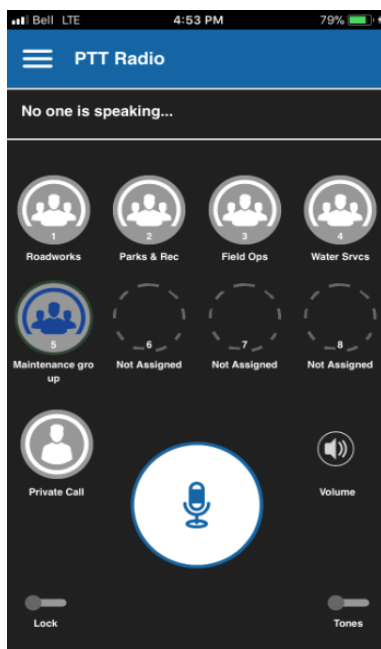 Bell LTE 4:53 PM 79%
PTT Radio
No one is speaking...
1 2 3 4
Roadworks Parks & Rec Field Ops Water Srvcs
5 6 7 8
Maintenance gro Not Assigned Not Assigned Not Assigned
up
Private Call Volume
Lock Tones